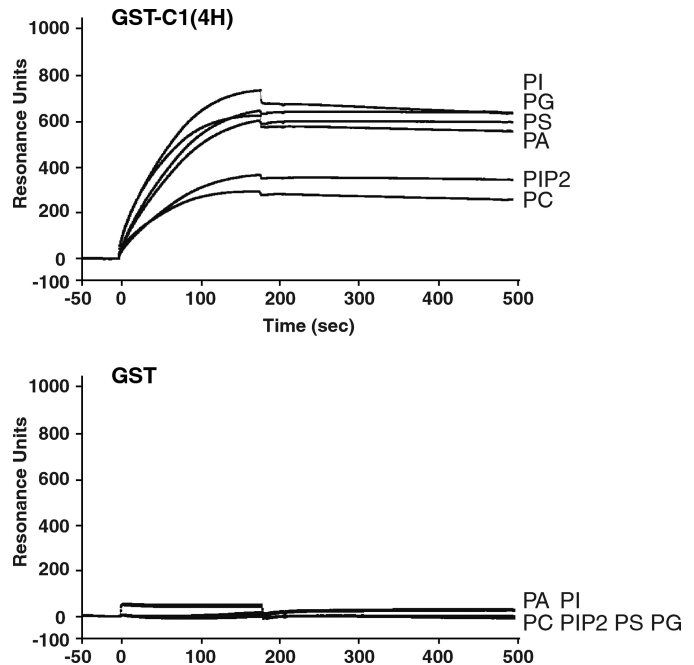 GST-C1(4H)
1000
800
600
400
200
0
-100
Resonance Units
PI
PG
PS
PA
PIP2
PC
-50 0 100 200 300 400 500
Time (sec)
GST
1000
800
600
400
200
0
-100
Resonance Units
PA PI
PC PIP2 PS PG
-50 0 100 200 300 400 500